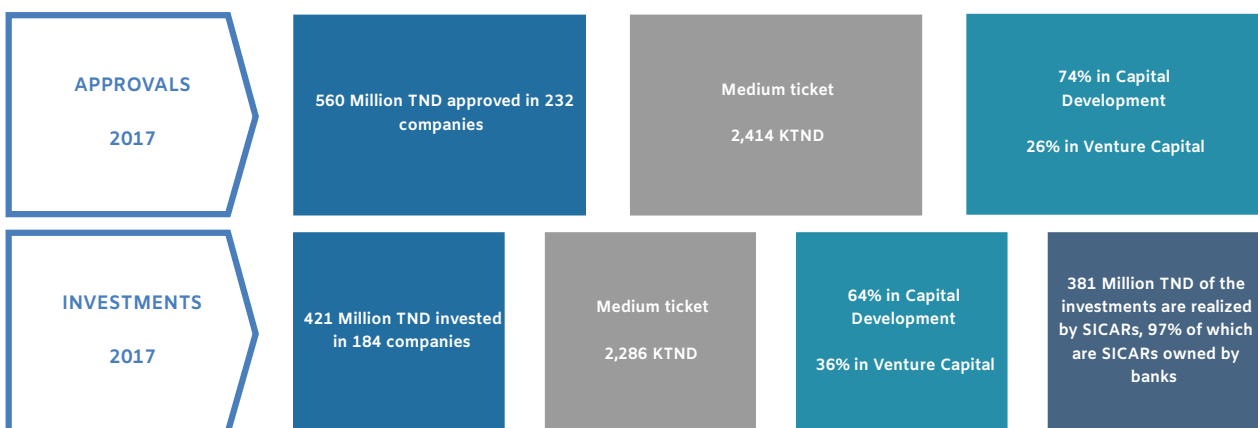 APPROVALS
2017
560 Million TND approved in 232
companies
Medium ticket
2,414 KTND
74% in Capital
Development
26% in Venture Capital
INVESTMENTS
2017
421 Million TND invested
in 184 companies
Medium ticket
2,286 KTND
64% in Capital
Development
36% in Venture Capital
381 Million TND of the
investments are realized
by SICARs, 97% of which
are SICARs owned by
banks